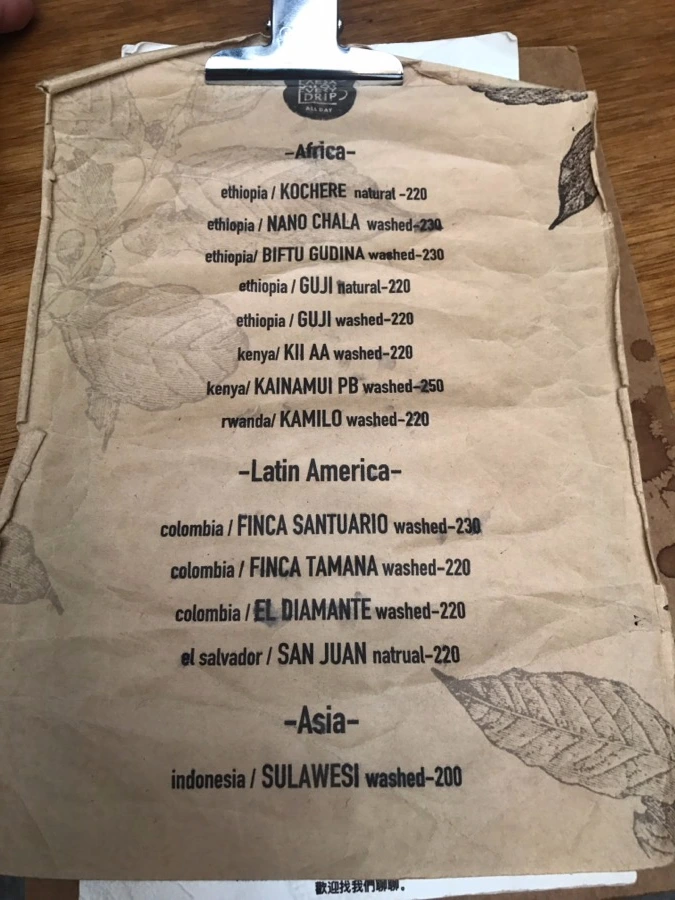 DRIP
ALL DAY
-Africa-
ethiopia / KOCHERE natural -220
ethiopia / NANO CHALA washed-230
ethiopia/ BIFTU GUDINA washed-230
ethiopia / GUJI natural-220
ethiopia / GUJI washed-220
kenya/ KII AA washed-220
kenya/ KAINAMUI PB washed-250
rwanda/ KAMILO washed-220
-Latin America-
colombia / FINCA SANTUARIO washed-230
colombia / FINCA TAMANA washed-220
colombia / EL DIAMANTE washed-220
el salvador / SAN JUAN natrual-220
-Asia-
indonesia / SULAWESI washed-200
歡迎找我們聊聊.